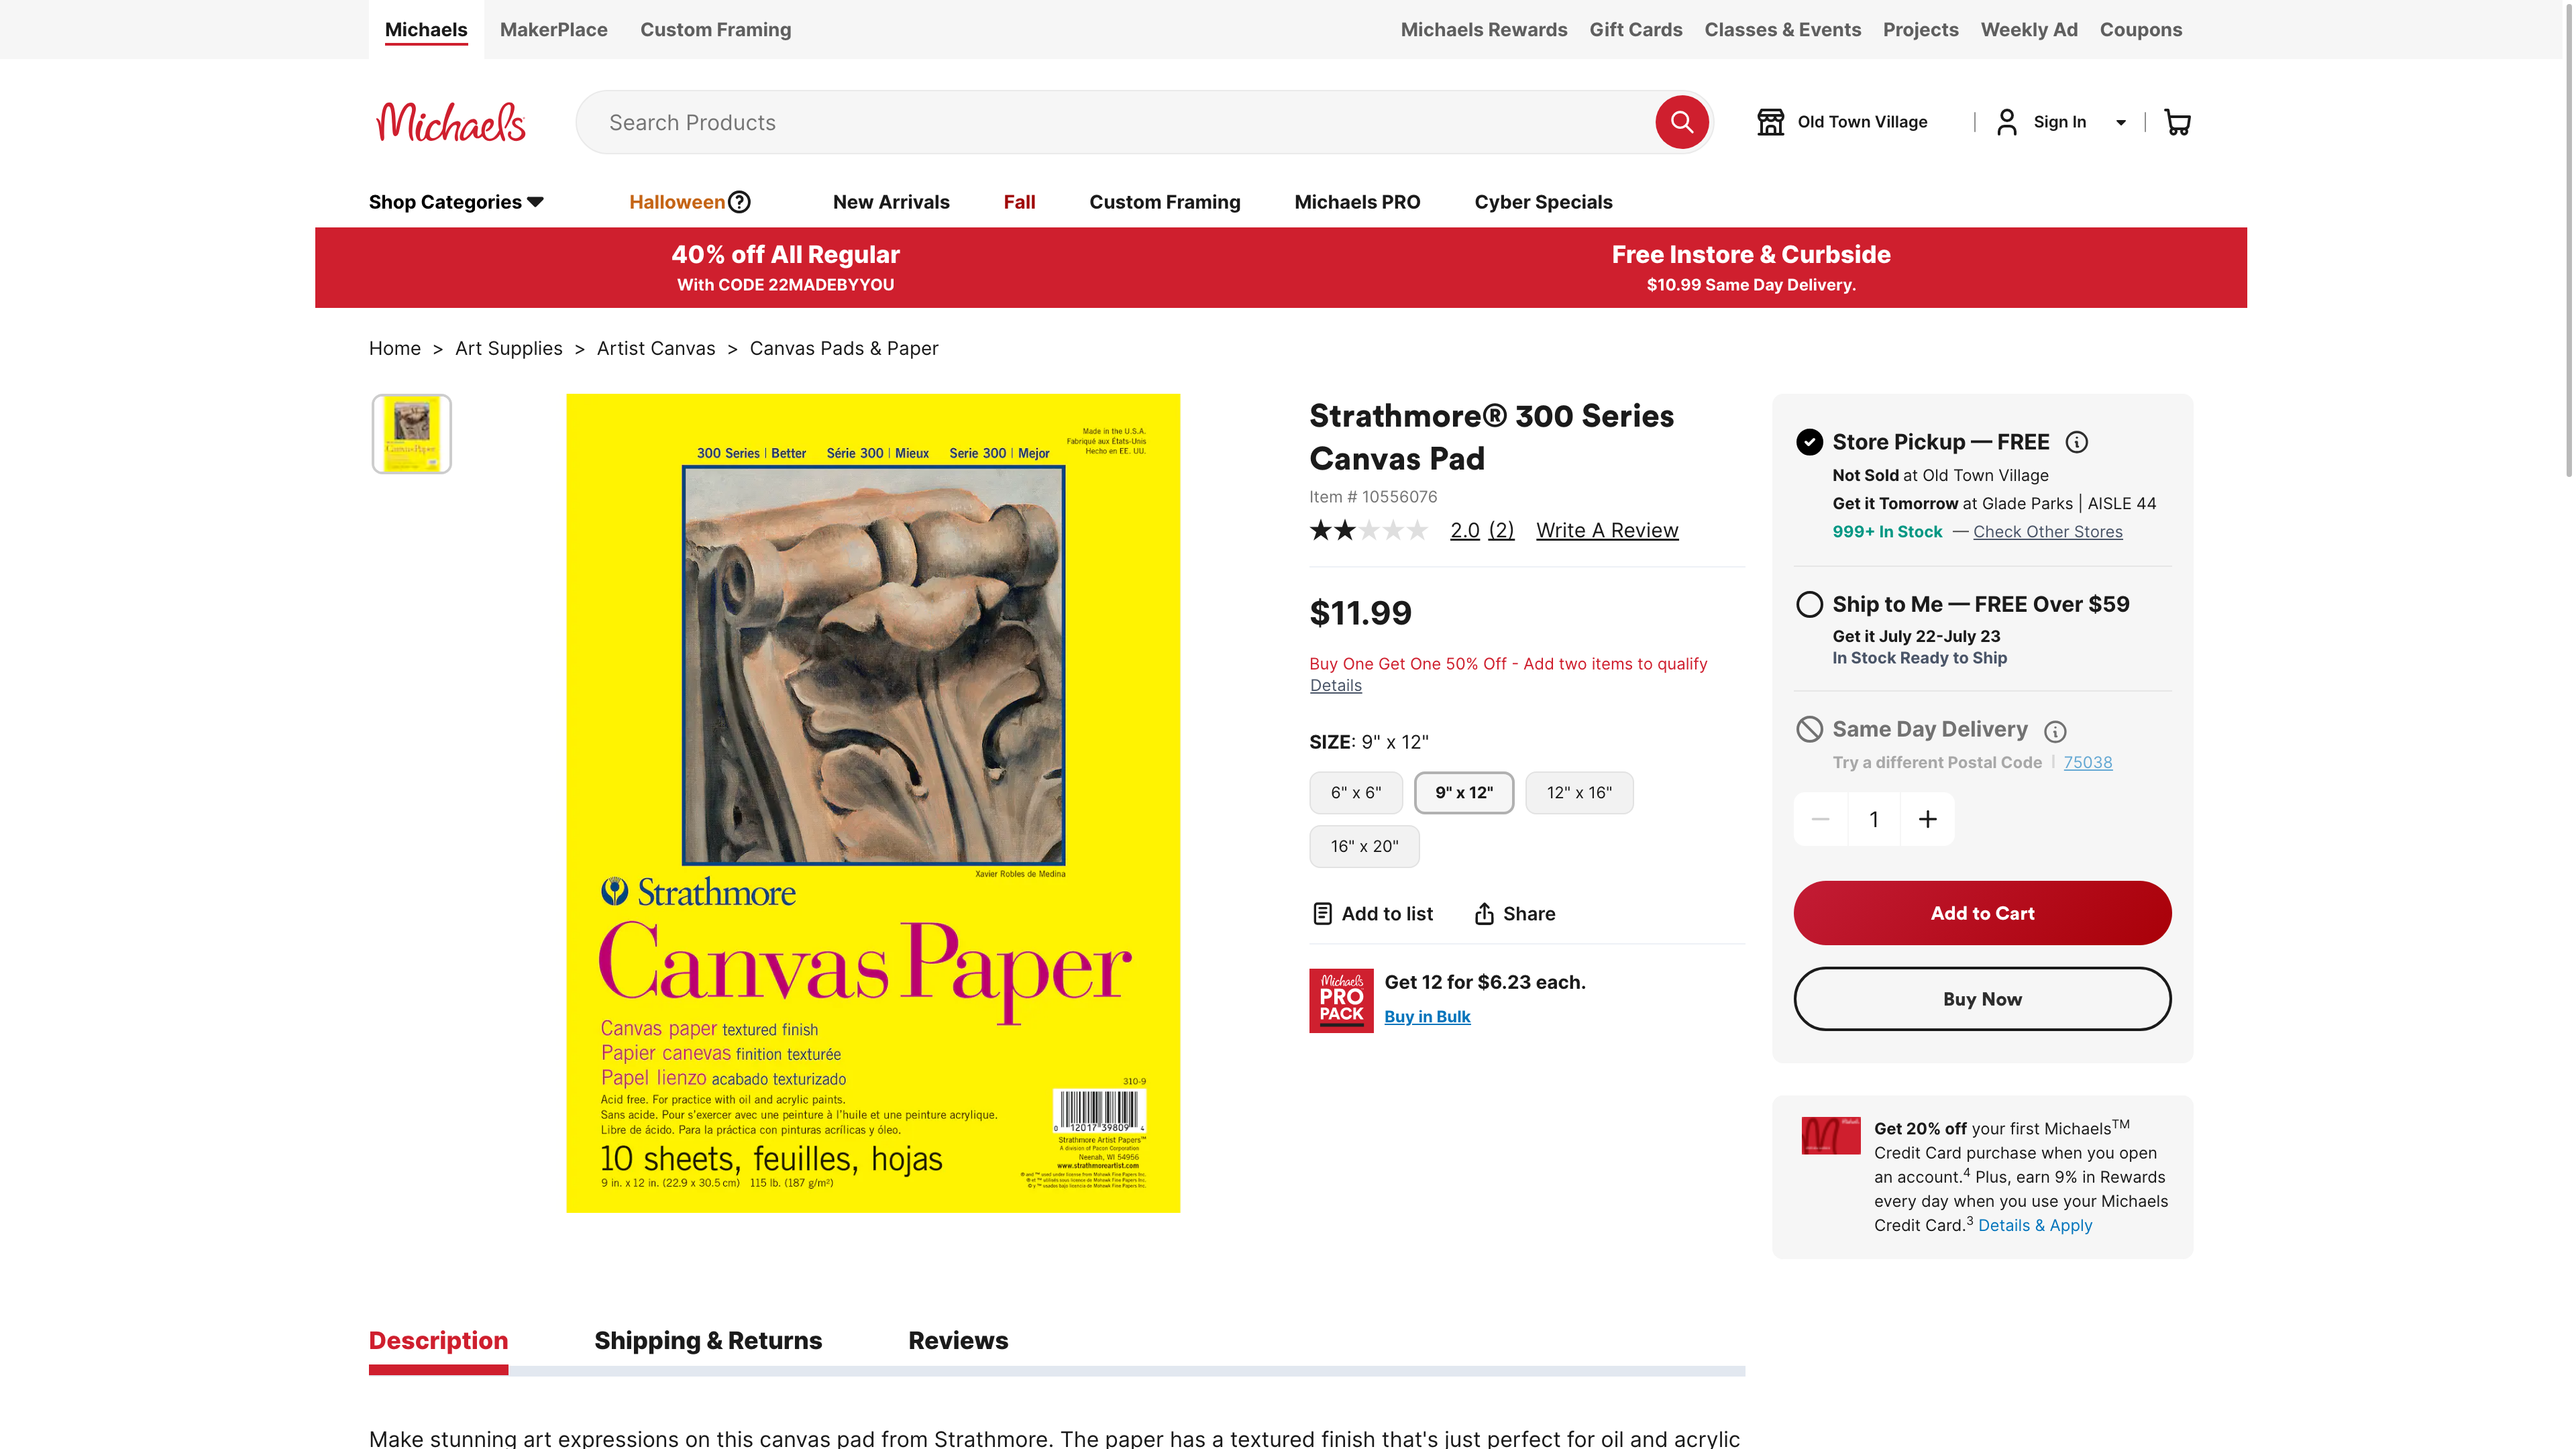 Michaels
MakerPlace
Custom Framing
Michaels Rewards
Gift Cards
Classes & Events
Projects
Weekly Ad
Coupons
Michaels
Search Products
Old Town Village
Sign In
Shop Categories
Halloween
New Arrivals
Fall
Custom Framing
Michaels PRO
Cyber Specials
40% off All Regular
With CODE 22MADEBYYOU
Free Instore & Curbside
$10.99 Same Day Delivery.
Home > Art Supplies > Artist Canvas > Canvas Pads & Paper
Made in the U.S.A.
Fabriqué aux États-Unis
Hecho en EE. UU.
300 Series | Better Série 300 | Mieux Serie 300 | Mejor
Xavier Robles de Medina
Strathmore
Canvas Paper
Canvas paper textured finish
Papier canevas finition texturée
Papel lienzo acabado texturizado
Acid free. For practice with oil and acrylic paints.
Sans acide. Pour s'exercer avec une peinture à l'huile et une peinture acrylique.
Libre de ácido. Para la práctica con pinturas acrílicas y óleo.
10 sheets, feuilles, hojas
9 in. x 12 in. (22.9 x 30.5 cm) 115 lb. (187 g/m²)
310-9
0 12017 39809 4
Strathmore Artist Papers™
A division of Pacon Corporation
Neenah, WI 54956
www.strathmoreartist.com
Strathmore® 300 Series
Canvas Pad
Item # 10556076
2.0 (2) Write A Review
$11.99
Buy One Get One 50% Off - Add two items to qualify
Details
SIZE: 9" x 12"
6" x 6"
9" x 12"
12" x 16"
16" x 20"
Add to list
Share
Michaels
PRO
PACK
Get 12 for $6.23 each.
Buy in Bulk
Store Pickup — FREE
Not Sold at Old Town Village
Get it Tomorrow at Glade Parks | AISLE 44
999+ In Stock — Check Other Stores
Ship to Me — FREE Over $59
Get it July 22-July 23
In Stock Ready to Ship
Same Day Delivery
Try a different Postal Code | 75038
1
Add to Cart
Buy Now
Get 20% off your first Michaels™
Credit Card purchase when you open
an account.4 Plus, earn 9% in Rewards
every day when you use your Michaels
Credit Card.3 Details & Apply
Description
Shipping & Returns
Reviews
Make stunning art expressions on this canvas pad from Strathmore. The paper has a textured finish that's just perfect for oil and acrylic